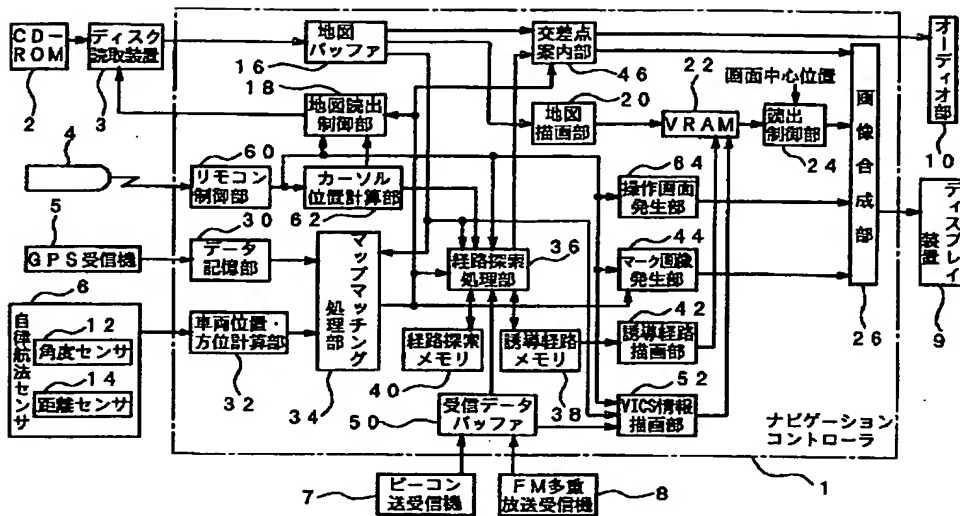 CD-
ROM
2
ディスク
読取装置
3
地図
バッファ
16
18
地図読出
制御部
交差点
案内部
46
20
地図
描画部
22
VRAM
画面中心位置
読出
制御部
24
画像合成部
26
オーディオ部
10
ディスプレイ
装置
9
4
60
リモコン
制御部
カーソル
位置計算部
62
64
操作画面
発生部
5
GPS受信機
30
データ
記憶部
マップマッチング
処理部
34
経路探索
処理部
36
44
マーク画像
発生部
6
自律航法センサ
12
角度センサ
14
距離センサ
車両位置・
方位計算部
32
経路探索
メモリ
40
誘導経路
メモリ
38
42
誘導経路
描画部
52
VICS情報
描画部
50
受信データ
バッファ
ナビゲーション
コントローラ
1
7
ビーコン
送受信機
FM多重
放送受信機
8